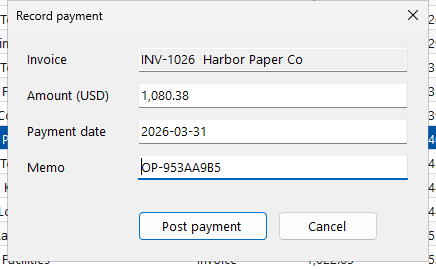 Record payment
Invoice INV-1026 Harbor Paper Co
Amount (USD) 1,080.38
Payment date 2026-03-31
Memo OP-953AA9B5
Post payment Cancel
Facilities